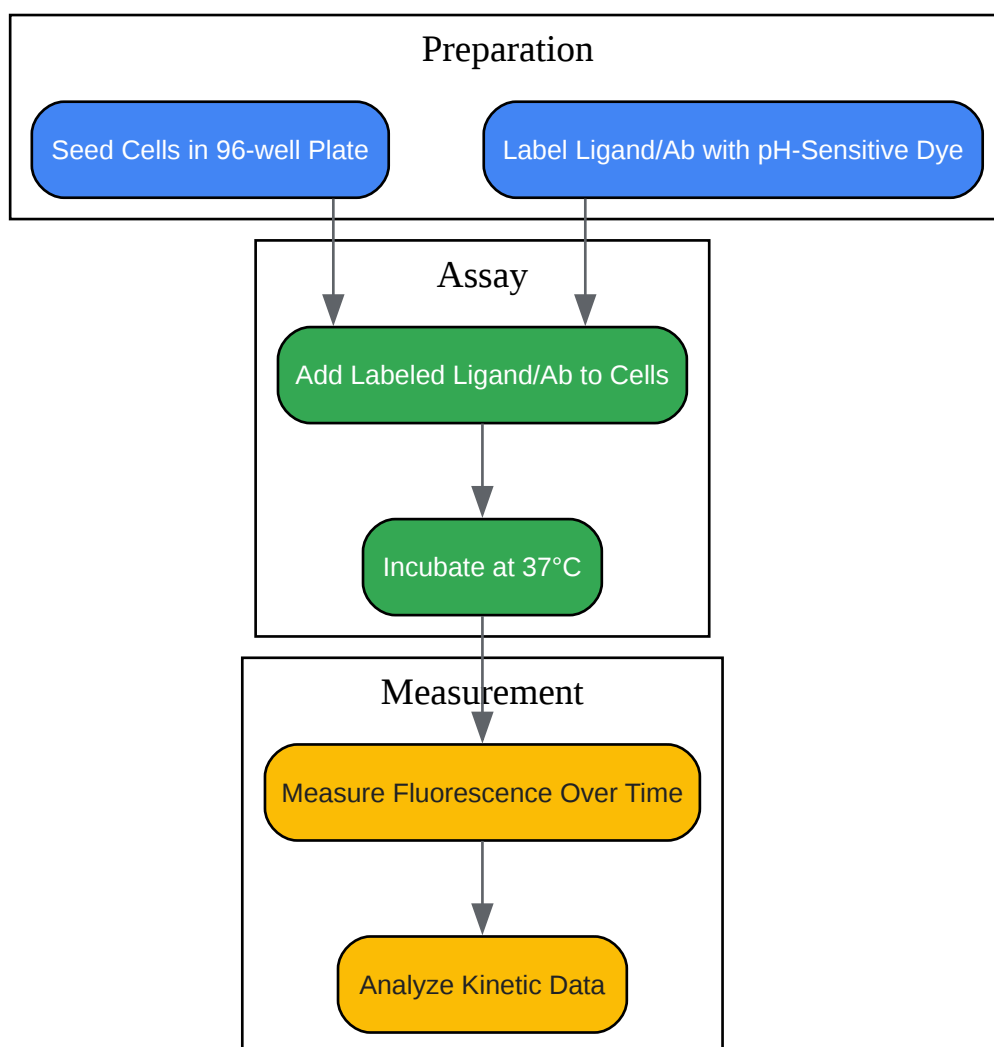 Preparation
Seed Cells in 96-well Plate
Label Ligand/Ab with pH-Sensitive Dye
Assay
Add Labeled Ligand/Ab to Cells
Incubate at 37°C
Measurement
Measure Fluorescence Over Time
Analyze Kinetic Data